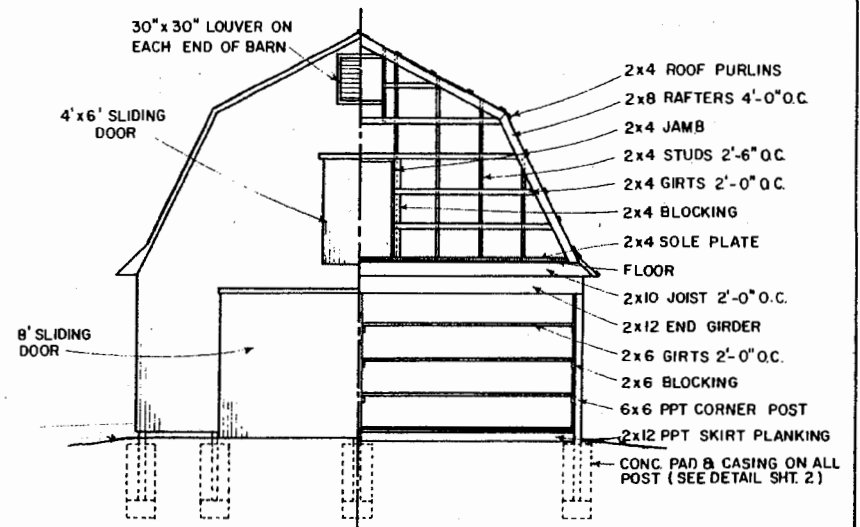 30"x30" LOUVER ON
EACH END OF BARN
4'x6' SLIDING
DOOR
8' SLIDING
DOOR
2x4 ROOF PURLINS
2x8 RAFTERS 4'-0" O.C.
2x4 JAMB
2x4 STUDS 2'-6" O.C.
2x4 GIRTS 2'-0" O.C.
2x4 BLOCKING
2x4 SOLE PLATE
FLOOR
2x10 JOIST 2'-0" O.C.
2x12 END GIRDER
2x6 GIRTS 2'-0" O.C.
2x6 BLOCKING
6x6 PPT CORNER POST
2x12 PPT SKIRT PLANKING
CONC. PAD & CASING ON ALL
POST (SEE DETAIL SHT. 2)